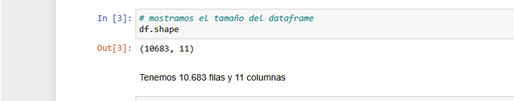 In [3]: # mostramos el tamaño del dataframe
df.shape
Out[3]: (10683, 11)
Tenemos 10.683 filas y 11 columnas